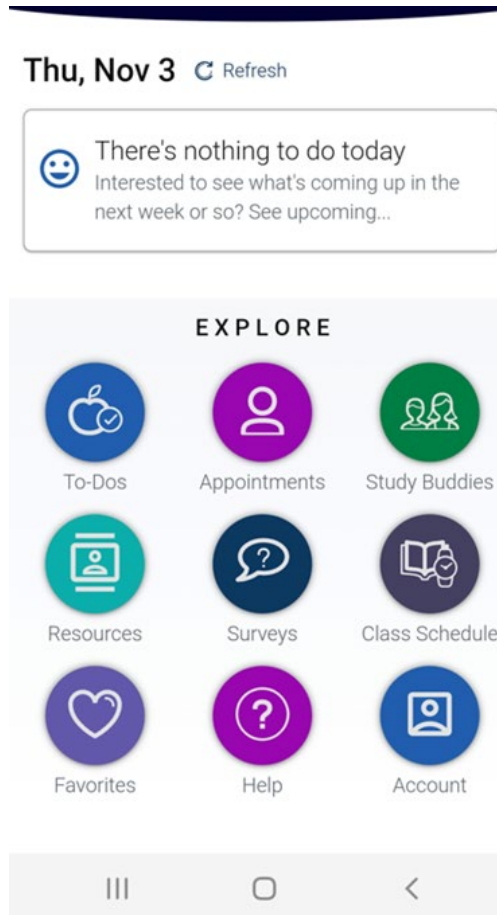 Thu, Nov 3 Refresh
There's nothing to do today
Interested to see what's coming up in the
next week or so? See upcoming...
EXPLORE
To-Dos Appointments Study Buddies
Resources Surveys Class Schedule
Favorites Help Account